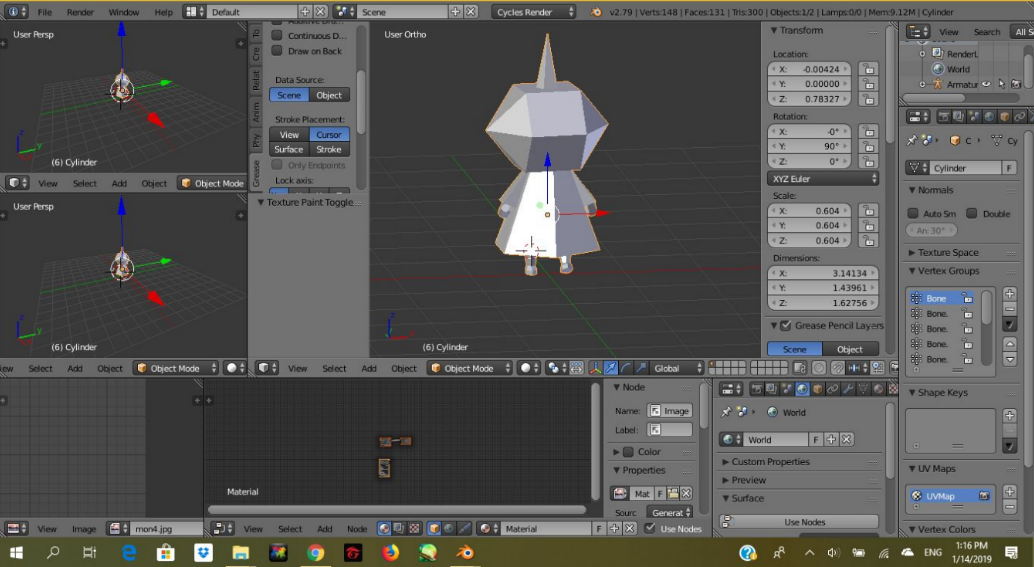 File Render Window Help Default Scene Cycles Render v2.79 | Verts:148 | Faces:131 | Tris:300 | Objects:1/2 | Lamps:0/0 | Mem:9.12M | Cylinder
User Persp
(6) Cylinder
View Select Add Object Object Mode
User Persp
(6) Cylinder
Select Add Object Object Mode
Cre
Relat
Anim
Phy
Grease
Continuous D...
Draw on Back
Data Source:
Scene Object
Stroke Placement:
View Cursor
Surface Stroke
Only Endpoints
Lock axis:
Texture Paint Toggle...
User Ortho
(6) Cylinder
View Select Add Object Object Mode Global
Transform
Location:
X: -0.00424
Y: 0.00000
Z: 0.78327
Rotation:
X: -0°
Y: 90°
Z: 0°
XYZ Euler
Scale:
X: 0.604
Y: 0.604
Z: 0.604
Dimensions:
X: 3.14134
Y: 1.43961
Z: 1.62756
Grease Pencil Layers
Scene Object
View Search All S
RenderL
World
Armatur
C Cy
Cylinder F
Normals
Auto Sm Double
An: 30°
Texture Space
Vertex Groups
Bone
Bone.
Bone.
Bone.
Bone.
Shape Keys
UV Maps
UVMap
Vertex Colors
Material
Node
Name: Image
Label:
Color
Properties
Mat F
Sourc Generat
World
World F
Custom Properties
Preview
Surface
Use Nodes
View Image mon4.jpg
View Select Add Node Material F Use Nodes
ENG 1:16 PM
1/14/2019